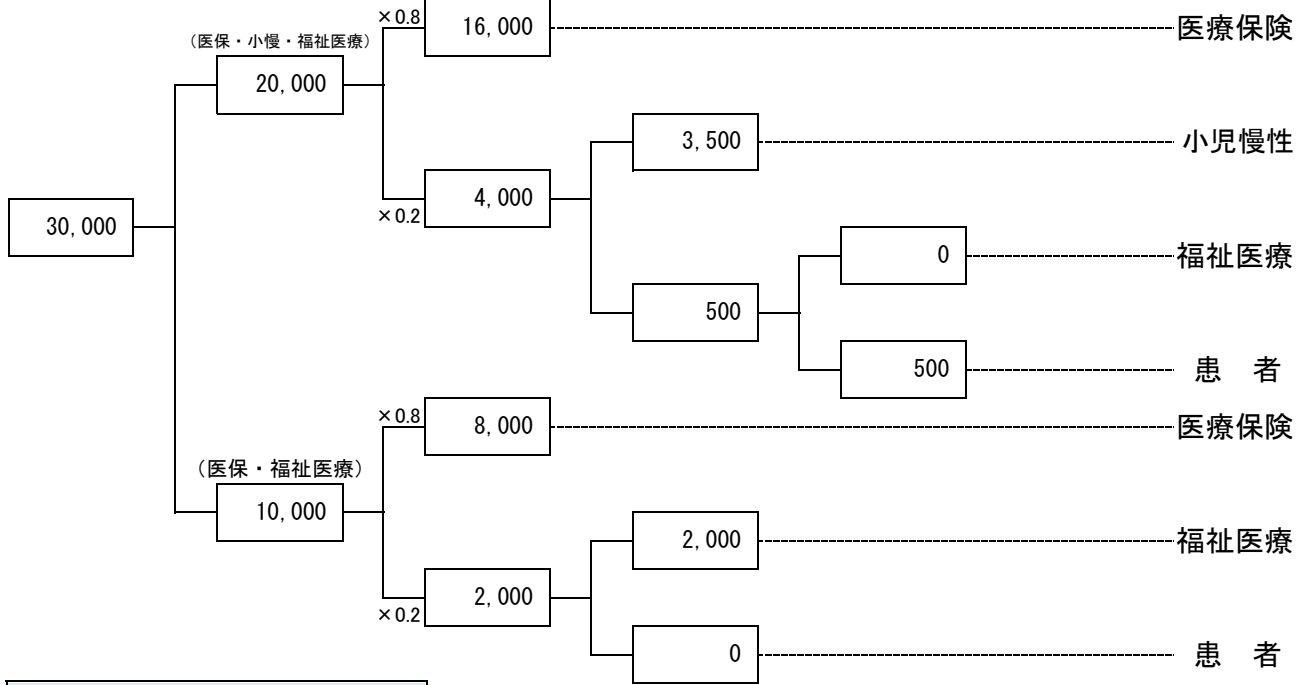 ×0.8
16,000
医療保険
(医保・小慢・福祉医療)
20,000
3,500
小児慢性
4,000
×0.2
30,000
0
福祉医療
500
500
患 者
×0.8
8,000
医療保険
(医保・福祉医療)
10,000
2,000
福祉医療
2,000
×0.2
0
患 者